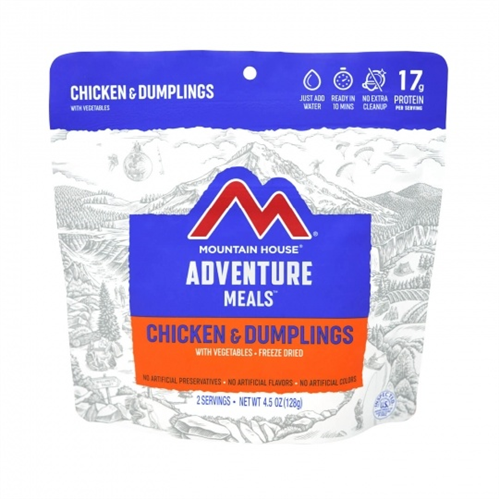 CHICKEN & DUMPLINGS
WITH VEGETABLES
JUST ADD WATER
READY IN 10 MINS
NO EXTRA CLEANUP
17g PROTEIN PER SERVING
MOUNTAIN HOUSE®
ADVENTURE
MEALS™
CHICKEN & DUMPLINGS
WITH VEGETABLES • FREEZE DRIED
NO ARTIFICIAL PRESERVATIVES • NO ARTIFICIAL FLAVORS • NO ARTIFICIAL COLORS
2 SERVINGS • NET WT 4.5 OZ (128g)